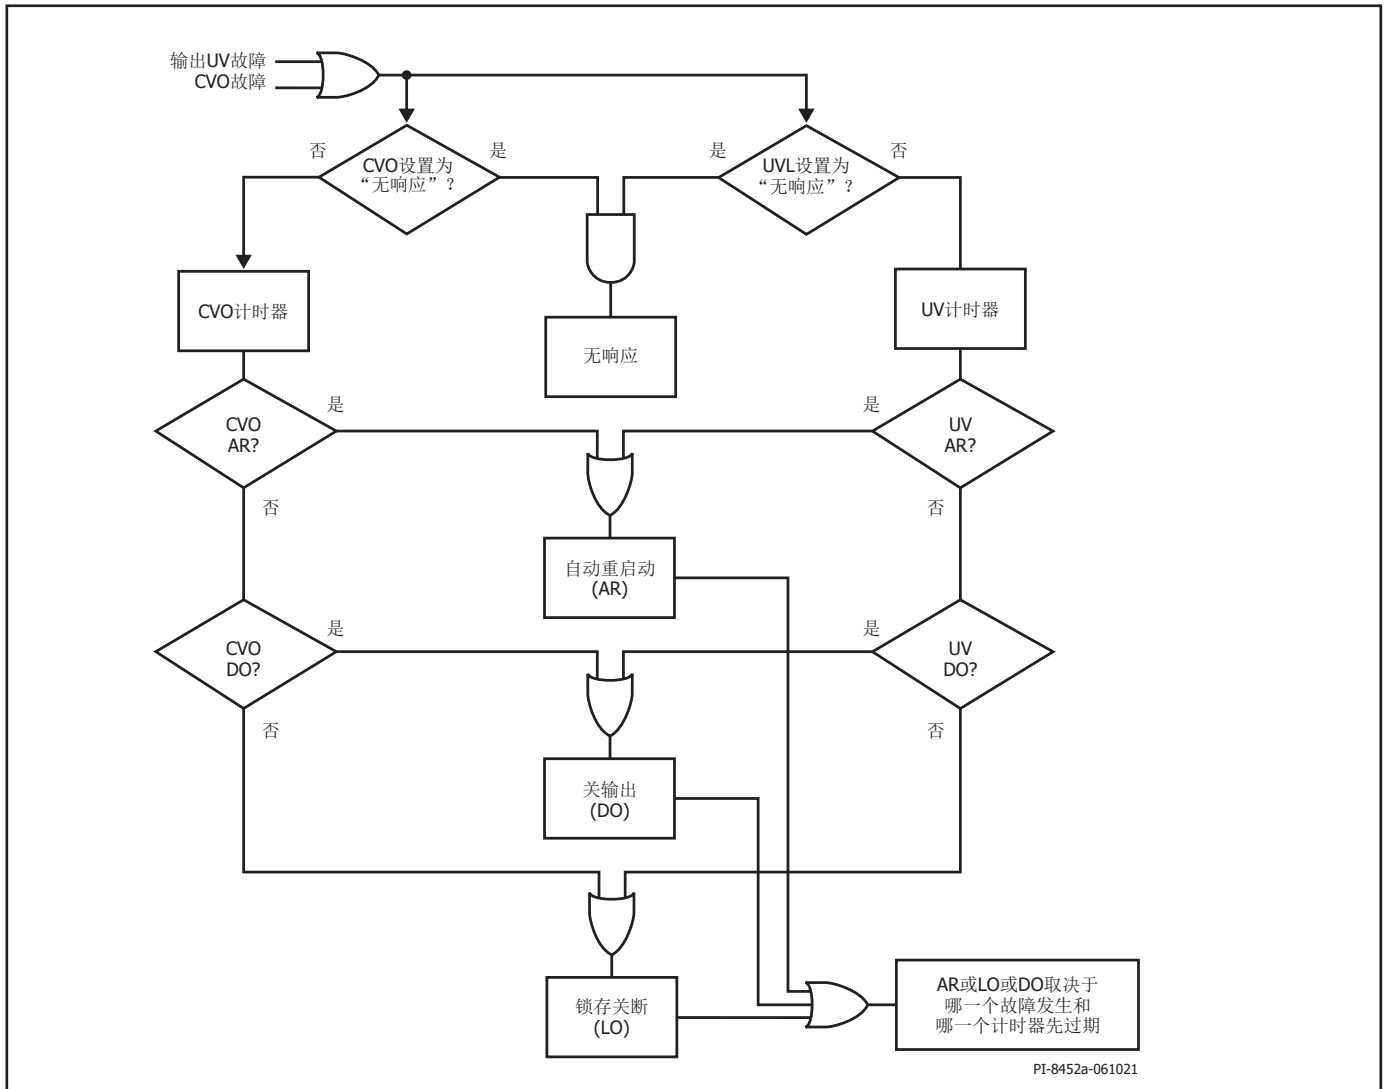 输出UV故障
CVO故障
否
是
是
否
CVO设置为
“无响应”？
UVL设置为
“无响应”？
CVO计时器
无响应
UV计时器
CVO
AR?
是
是
UV
AR?
否
否
自动重启动
(AR)
CVO
DO?
是
是
UV
DO?
否
否
关输出
(DO)
锁存关断
(LO)
AR或LO或DO取决于
哪一个故障发生和
哪一个计时器先过期
PI-8452a-061021